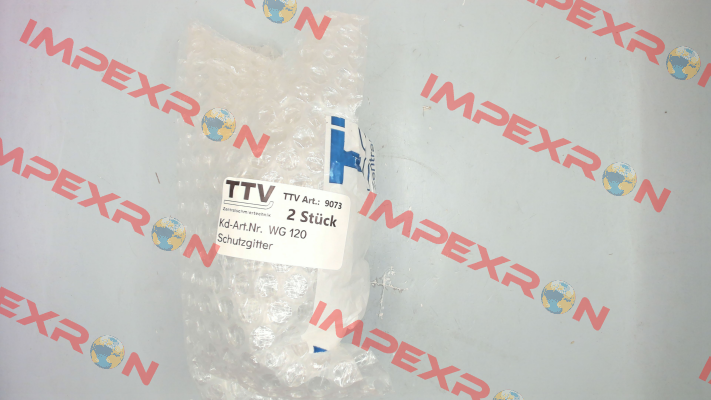 IMPEXRON
IMPEXRON
IMPEXRON
IMPEXRON
IMPEXRON
IMPEXRON
IMPEXRON
TTV
TTV Art.: 9073
Zentralschmiertechnik
2 Stück
Kd-Art.Nr. WG 120
Schutzgitter